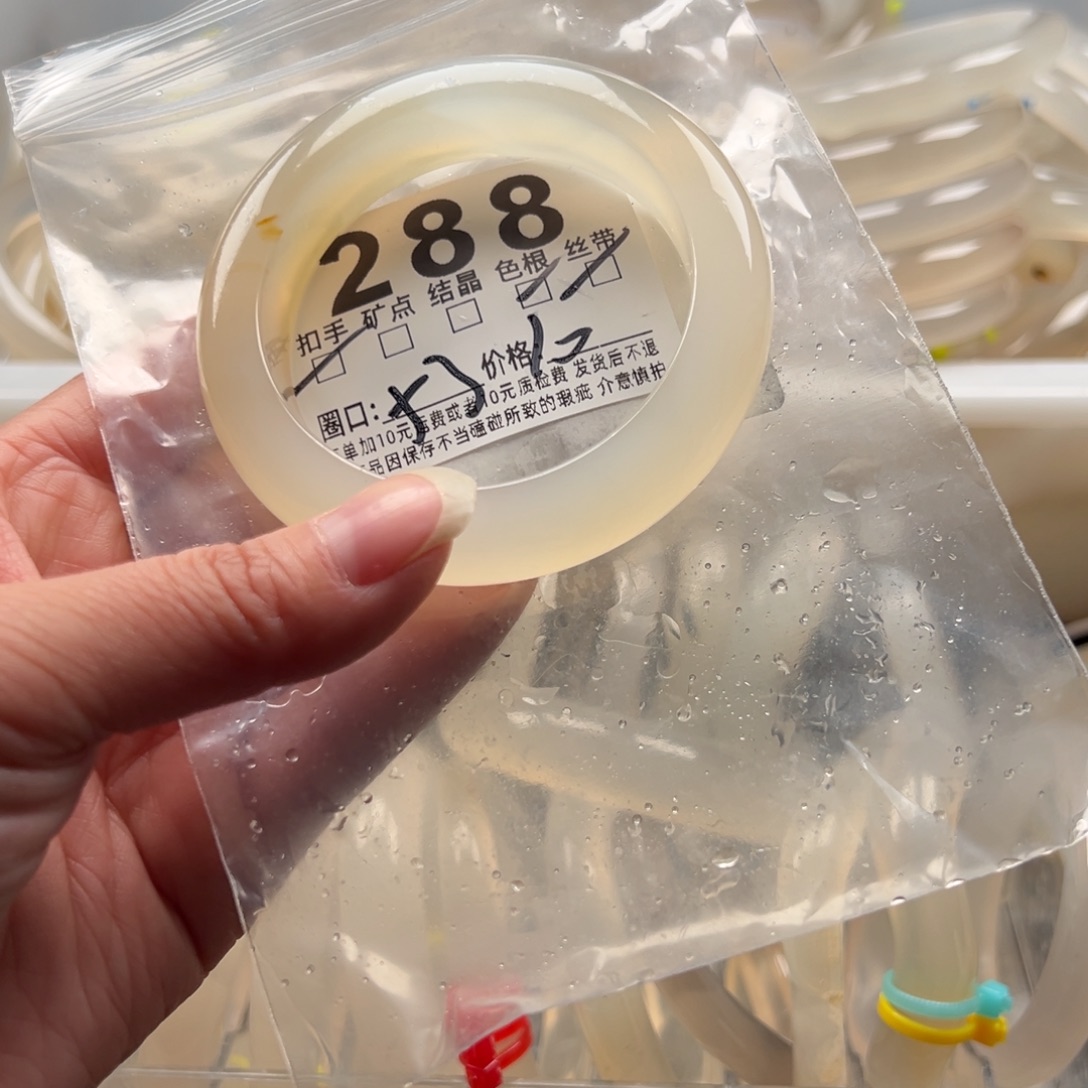 288
扣手 矿点 结晶 色根 丝带
圈口: 价格
单加10元 费或者10元质检费 发货后不退
品因保存不当磕碰所致的瑕疵 介意慎拍